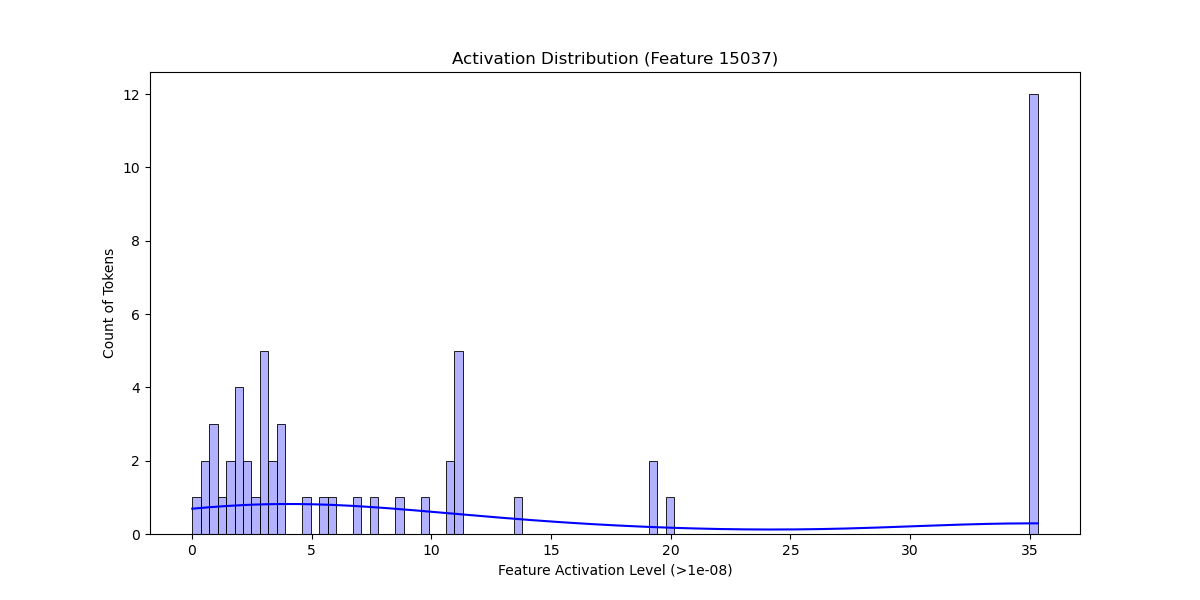 Activation Distribution (Feature 15037)
12
10
8
6
4
2
0
Count of Tokens
0 5 10 15 20 25 30 35
Feature Activation Level (>1e-08)